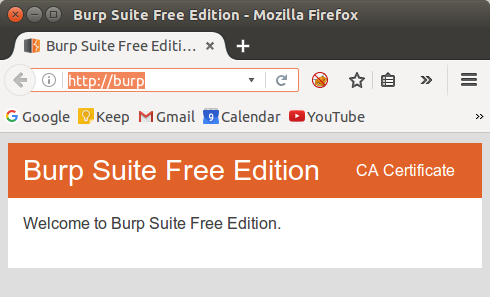 Burp Suite Free Edition - Mozilla Firefox
Burp Suite Free Editi...
http://burp
Google Keep Gmail 9 Calendar YouTube
Burp Suite Free Edition CA Certificate
Welcome to Burp Suite Free Edition.